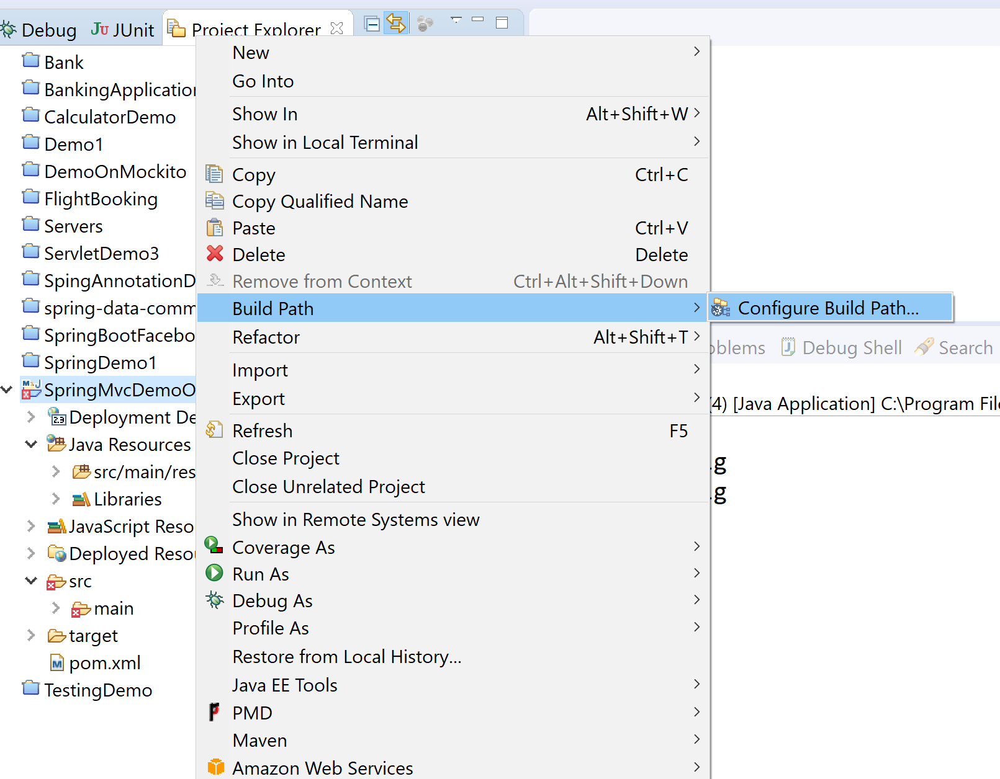 Debug JUnit Project Explorer
Bank
BankingApplication
CalculatorDemo
Demo1
DemoOnMockito
FlightBooking
Servers
ServletDemo3
SpingAnnotationD
spring-data-comm
SpringBootFacebo
SpringDemo1
SpringMvcDemoO
Deployment De
Java Resources
src/main/res
Libraries
JavaScript Reso
Deployed Resou
src
main
target
pom.xml
TestingDemo
New
Go Into
Show In Alt+Shift+W
Show in Local Terminal
Copy Ctrl+C
Copy Qualified Name
Paste Ctrl+V
Delete Delete
Remove from Context Ctrl+Alt+Shift+Down
Build Path
Refactor Alt+Shift+T
Import
Export
Refresh F5
Close Project
Close Unrelated Project
Show in Remote Systems view
Coverage As
Run As
Debug As
Profile As
Restore from Local History...
Java EE Tools
PMD
Maven
Amazon Web Services
Configure Build Path...
oblems Debug Shell Search
(4) [Java Application] C:\Program File
.g
.g